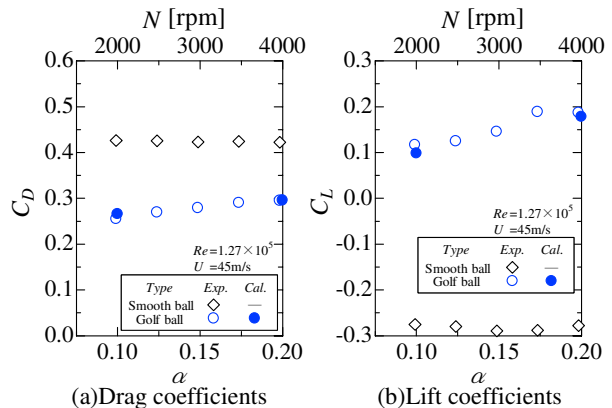 N [rpm]
2000 3000 4000
0.6
0.5
0.4
0.3
0.2
0.1
0.0
C_D
Re=1.27×10^5
U =45m/s
Type Exp. Cal.
Smooth ball ◇ —
Golf ball ○ ●
0.10 0.15 0.20
α
(a)Drag coefficients
N [rpm]
2000 3000 4000
0.3
0.2
0.1
0.0
-0.1
-0.2
-0.3
C_L
Re=1.27×10^5
U =45m/s
Type Exp. Cal.
Smooth ball ◇ —
Golf ball ○ ●
0.10 0.15 0.20
α
(b)Lift coefficients